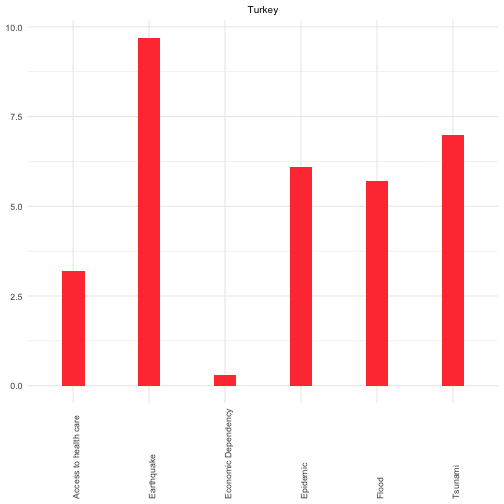 Turkey
10.0
7.5
5.0
2.5
0.0
Access to health care
Earthquake
Economic Dependency
Epidemic
Flood
Tsunami